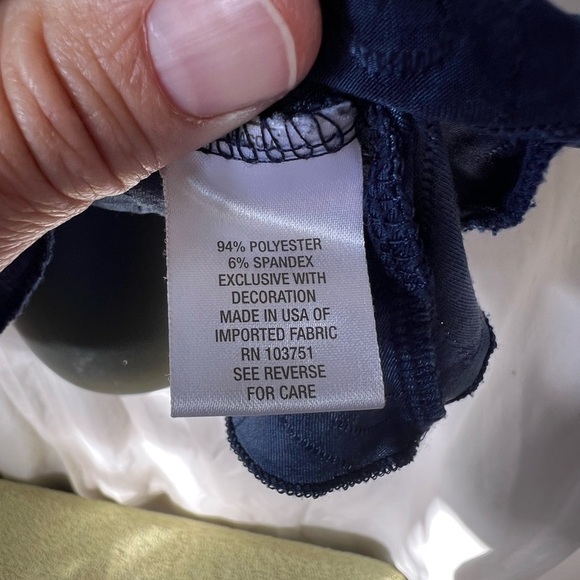 94% POLYESTER
6% SPANDEX
EXCLUSIVE WITH
DECORATION
MADE IN USA OF
IMPORTED FABRIC
RN 103751
SEE REVERSE
FOR CARE